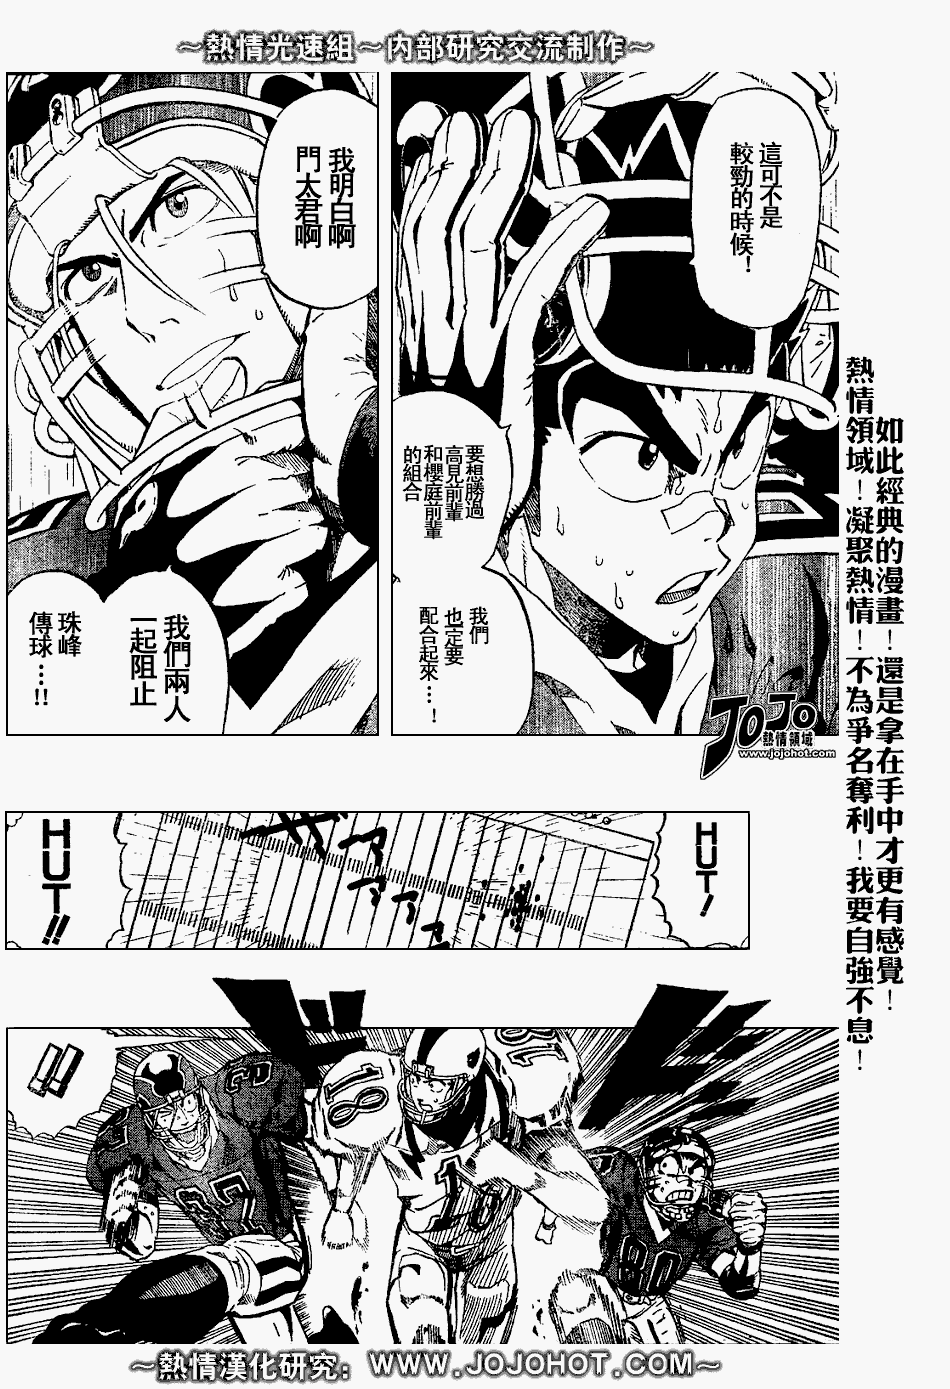 ～熱情光速組～内部研究交流制作～
這可不是
較勁的時候！
要想勝過
高見前輩
和櫻庭前輩
的組合
我們
也定要
配合起來…！
我明白啊
門太君啊
我們兩人
一起阻止
珠峰
傳球…!!
JOJO
熱情領域
www.jojohot.com
如此經典的漫畫！還是拿在手中才更有感覺！
熱情領域！凝聚熱情！不為爭名奪利！我要自強不息！
HUT!
HUT!!
!!
18
18
16
47
80
～熱情漢化研究：WWW.JOJOHOT.COM～